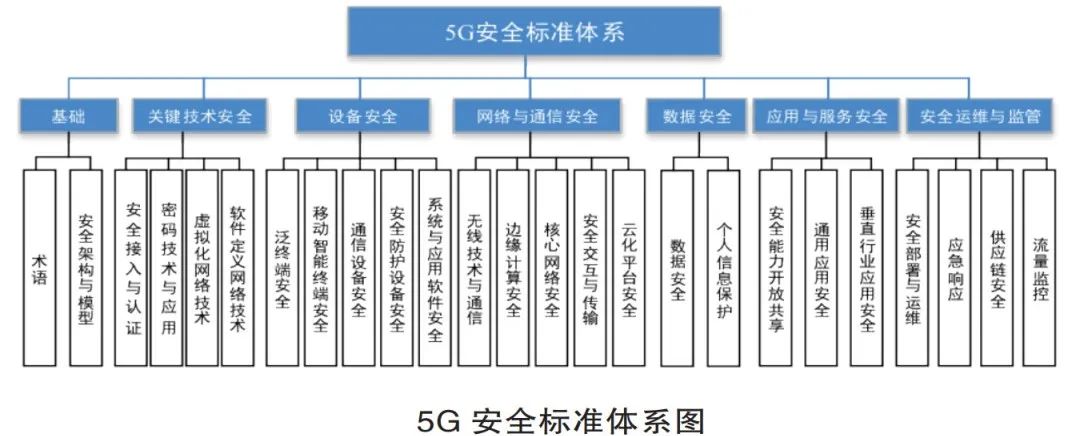 5G安全标准体系
基础
关键技术安全
设备安全
网络与通信安全
数据安全
应用与服务安全
安全运维与监管
术语
安全架构与模型
安全接入与认证
密码技术与应用
虚拟化网络技术
软件定义网络技术
泛终端安全
移动智能终端安全
通信设备安全
安全防护设备安全
系统与应用软件安全
无线技术与通信
边缘计算安全
核心网络安全
安全交互与传输
云化平台安全
数据安全
个人信息保护
安全能力开放共享
通用应用安全
垂直行业应用安全
安全部署与运维
应急响应
供应链安全
流量监控
5G 安全标准体系图